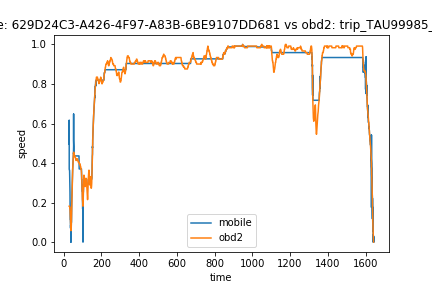 e: 629D24C3-A426-4F97-A83B-6BE9107DD681 vs obd2: trip_TAU99985_
1.0
0.8
0.6
0.4
0.2
0.0
speed
mobile
obd2
0 200 400 600 800 1000 1200 1400 1600
time